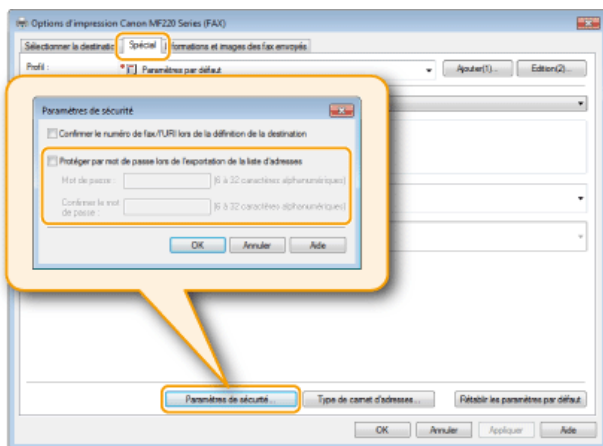 Options d'impression Canon MF220 Series (FAX)
Sélectionner la destinatic Spécial formations et images des fax envoyés
Profil : Paramètres par défaut Ajouter(1)... Edition(2)...
Paramètres de sécurité
Confirmer le numéro de fax/l'URI lors de la définition de la destination
Protéger par mot de passe lors de l'exportation de la liste d'adresses
Mot de passe : (6 à 32 caractères alphanumériques)
Confirmer le mot de passe : (6 à 32 caractères alphanumériques)
OK Annuler Aide
Paramètres de sécurité... Type de carnet d'adresses... Rétablir les paramètres par défaut
OK Annuler Appliquer Aide